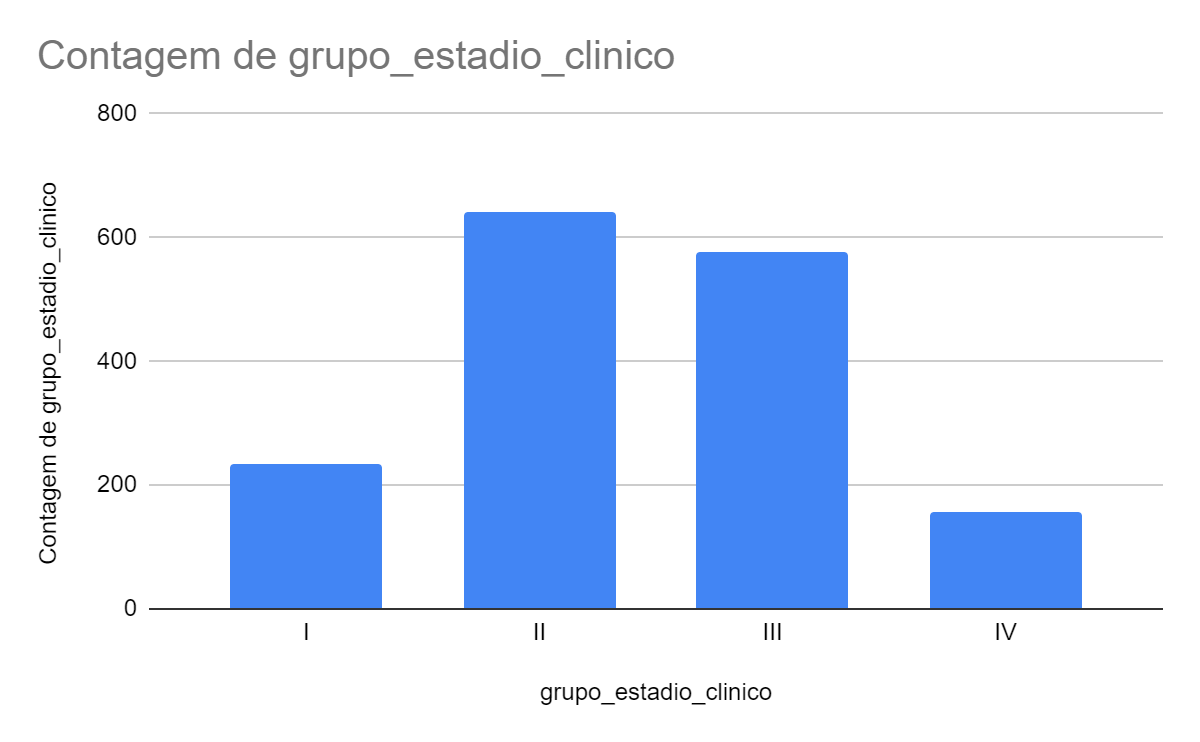 Contagem de grupo_estadio_clinico
Contagem de grupo_estadio_clinico
800
600
400
200
0
I
II
III
IV
grupo_estadio_clinico